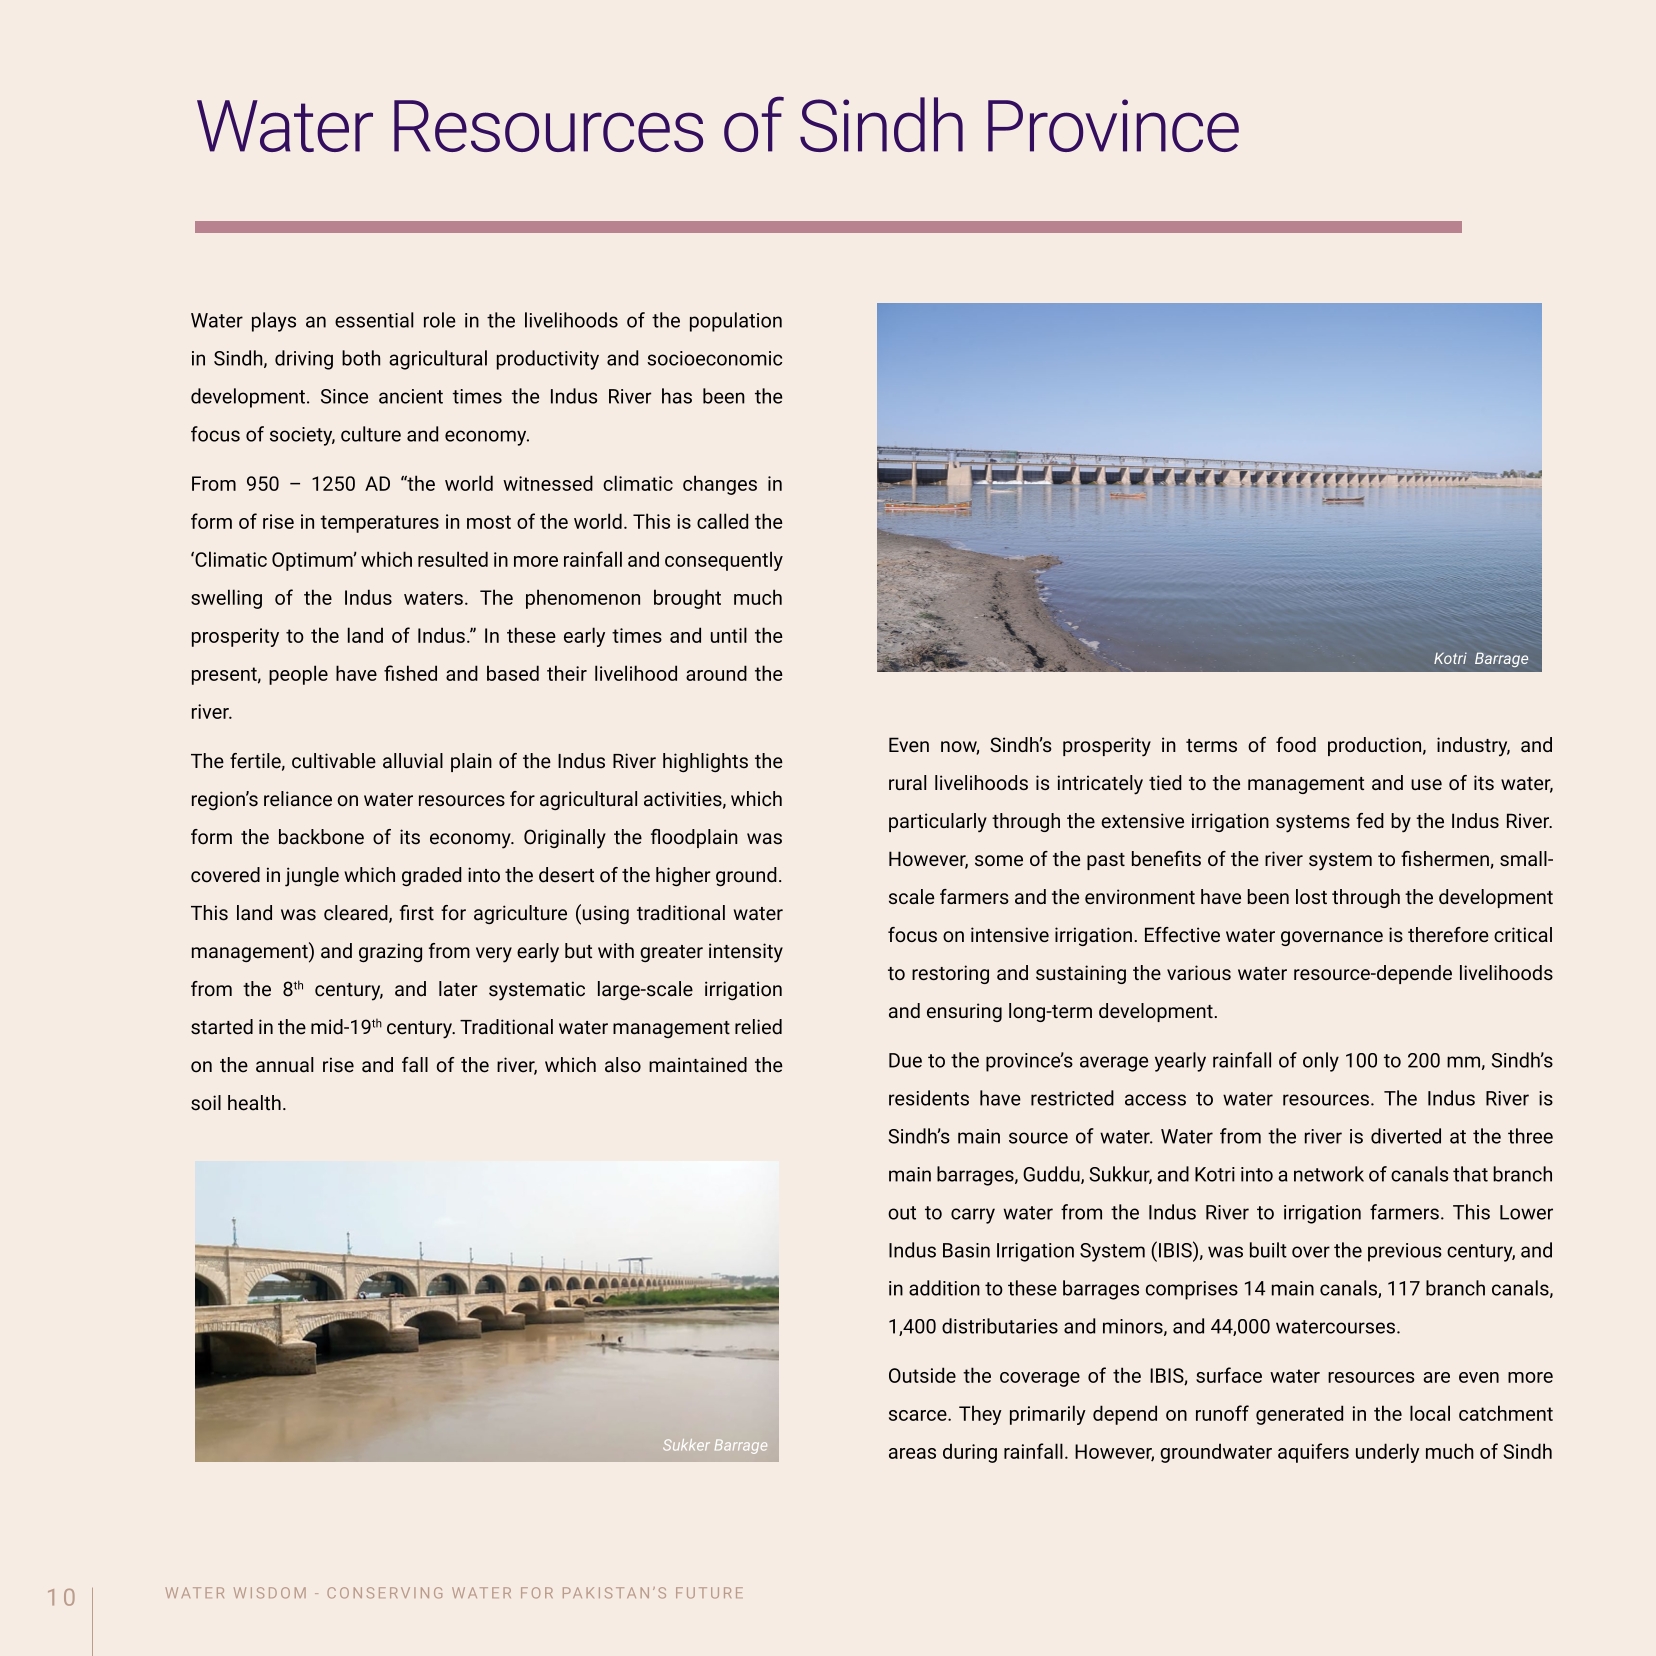 Water Resources of Sindh Province
Water plays an essential role in the livelihoods of the population
in Sindh, driving both agricultural productivity and socioeconomic
development. Since ancient times the Indus River has been the
focus of society, culture and economy.
From 950 – 1250 AD “the world witnessed climatic changes in
form of rise in temperatures in most of the world. This is called the
‘Climatic Optimum’ which resulted in more rainfall and consequently
swelling of the Indus waters. The phenomenon brought much
prosperity to the land of Indus.” In these early times and until the
present, people have fished and based their livelihood around the
river.
The fertile, cultivable alluvial plain of the Indus River highlights the
region’s reliance on water resources for agricultural activities, which
form the backbone of its economy. Originally the floodplain was
covered in jungle which graded into the desert of the higher ground.
This land was cleared, first for agriculture (using traditional water
management) and grazing from very early but with greater intensity
from the 8th century, and later systematic large-scale irrigation
started in the mid-19th century. Traditional water management relied
on the annual rise and fall of the river, which also maintained the
soil health.
Sukker Barrage
Kotri Barrage
Even now, Sindh’s prosperity in terms of food production, industry, and
rural livelihoods is intricately tied to the management and use of its water,
particularly through the extensive irrigation systems fed by the Indus River.
However, some of the past benefits of the river system to fishermen, small-
scale farmers and the environment have been lost through the development
focus on intensive irrigation. Effective water governance is therefore critical
to restoring and sustaining the various water resource-depende livelihoods
and ensuring long-term development.
Due to the province’s average yearly rainfall of only 100 to 200 mm, Sindh’s
residents have restricted access to water resources. The Indus River is
Sindh’s main source of water. Water from the river is diverted at the three
main barrages, Guddu, Sukkur, and Kotri into a network of canals that branch
out to carry water from the Indus River to irrigation farmers. This Lower
Indus Basin Irrigation System (IBIS), was built over the previous century, and
in addition to these barrages comprises 14 main canals, 117 branch canals,
1,400 distributaries and minors, and 44,000 watercourses.
Outside the coverage of the IBIS, surface water resources are even more
scarce. They primarily depend on runoff generated in the local catchment
areas during rainfall. However, groundwater aquifers underly much of Sindh
10
WATER WISDOM - CONSERVING WATER FOR PAKISTAN’S FUTURE